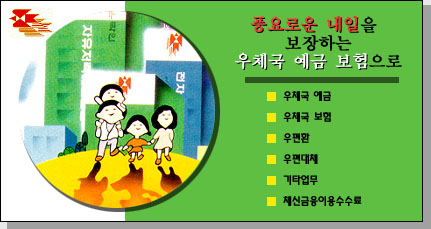 풍요로운 내일을
보장하는
우체국 예금 보험으로
우체국 예금
우체국 보험
우편환
우편대체
기타업무
체신금융이용수수료